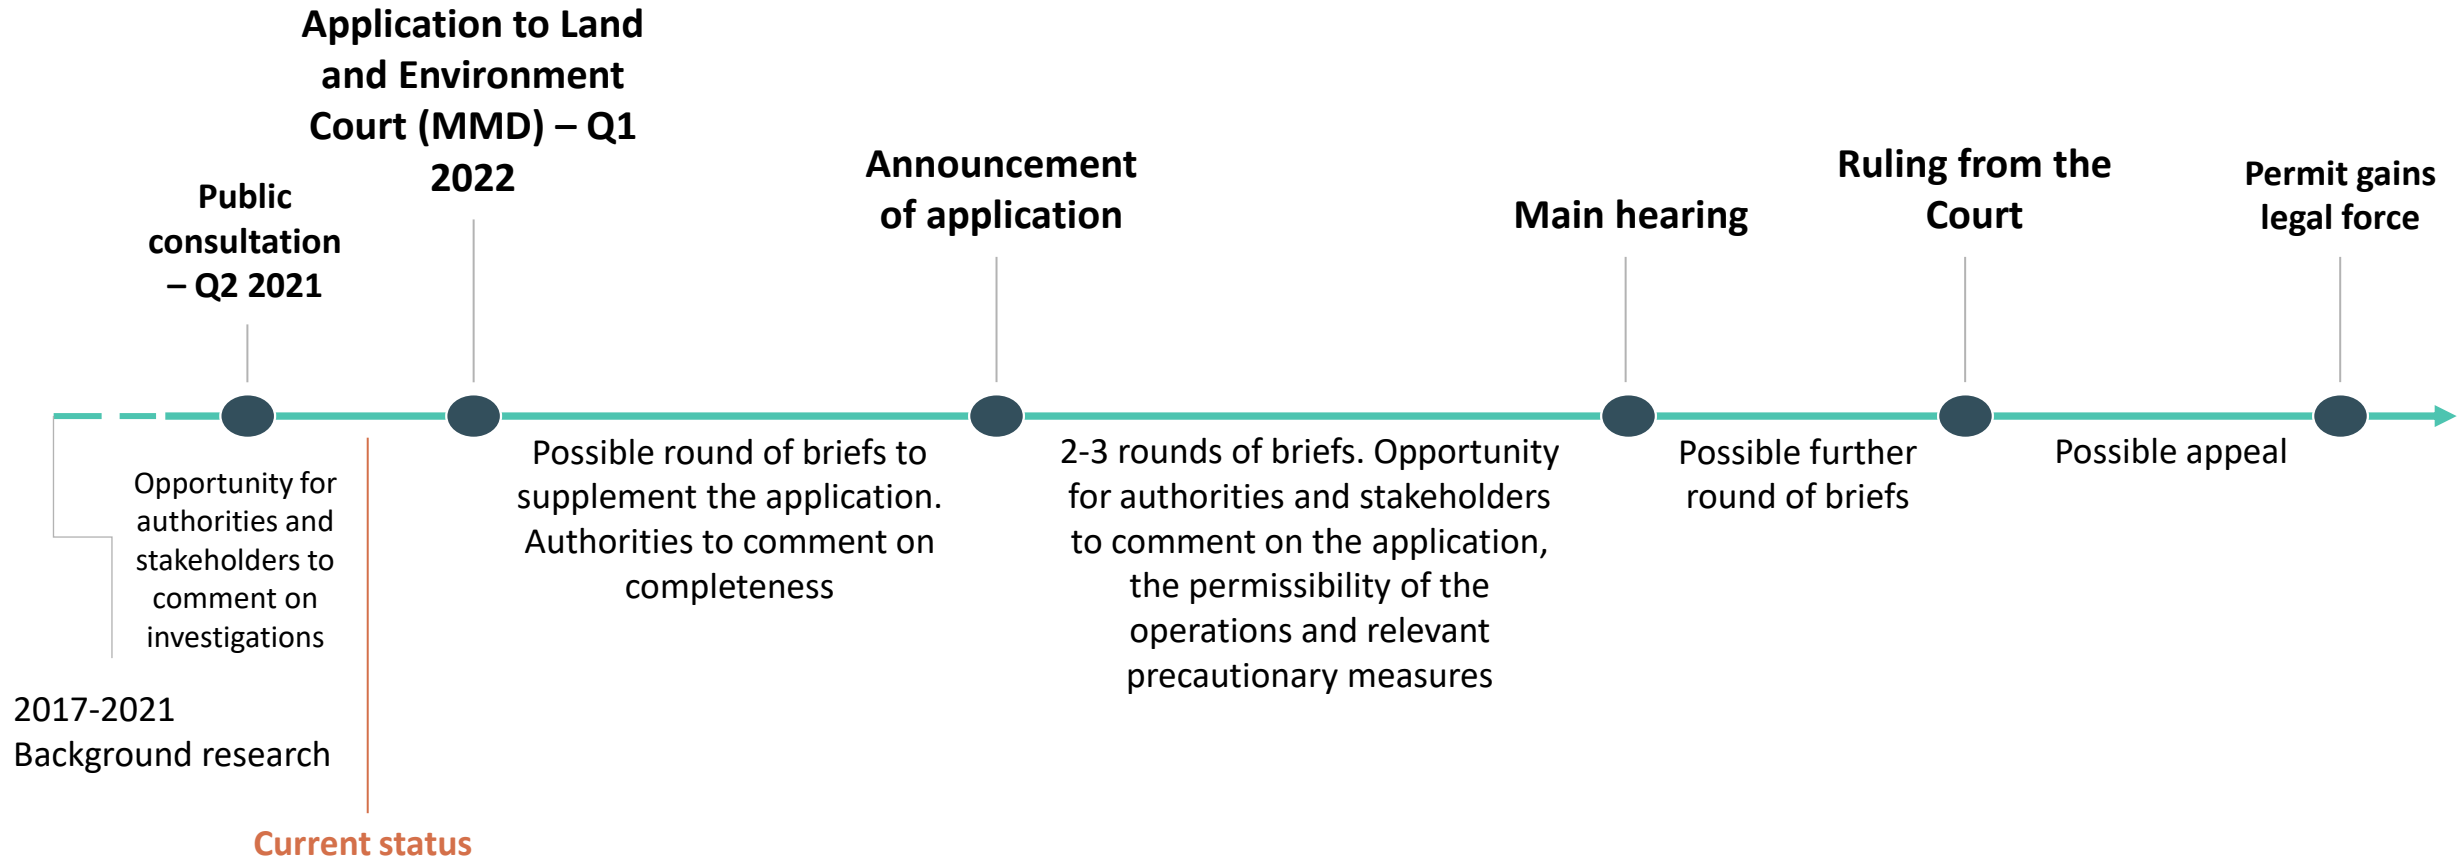 Application to Land
and Environment
Court (MMD) – Q1
2022
Public
consultation
– Q2 2021
Announcement
of application
Main hearing
Ruling from the
Court
Permit gains
legal force
Opportunity for
authorities and
stakeholders to
comment on
investigations
Possible round of briefs to
supplement the application.
Authorities to comment on
completeness
2-3 rounds of briefs. Opportunity
for authorities and stakeholders
to comment on the application,
the permissibility of the
operations and relevant
precautionary measures
Possible further
round of briefs
Possible appeal
2017-2021
Background research
Current status